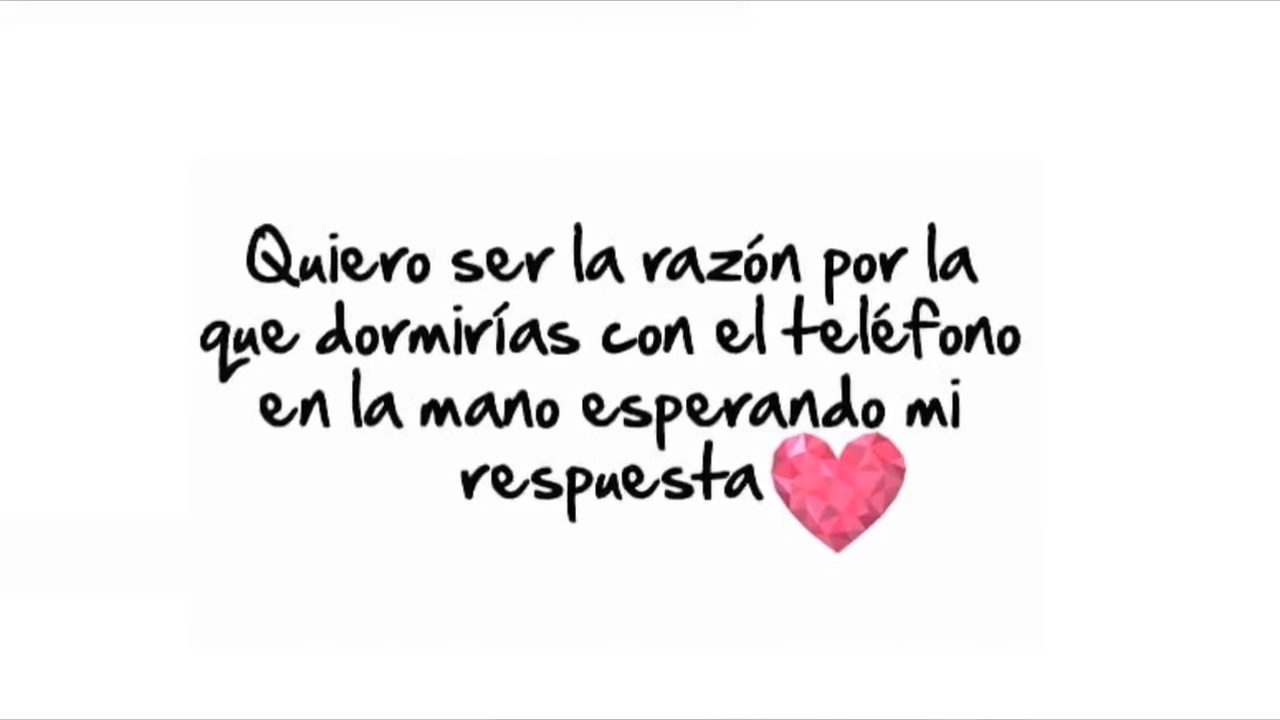 Quiero ser la razón por la
que dormirías con el teléfono
en la mano esperando mi
respuesta